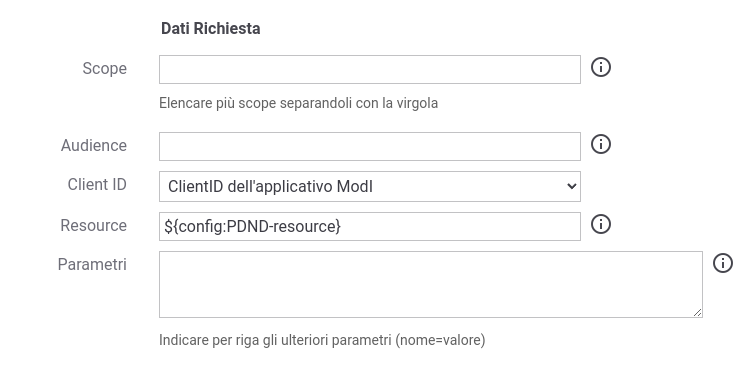 Dati Richiesta
Scope
Elencare più scope separandoli con la virgola
Audience
Client ID ClientID dell'applicativo ModI
Resource ${config:PDND-resource}
Parametri
Indicare per riga gli ulteriori parametri (nome=valore)